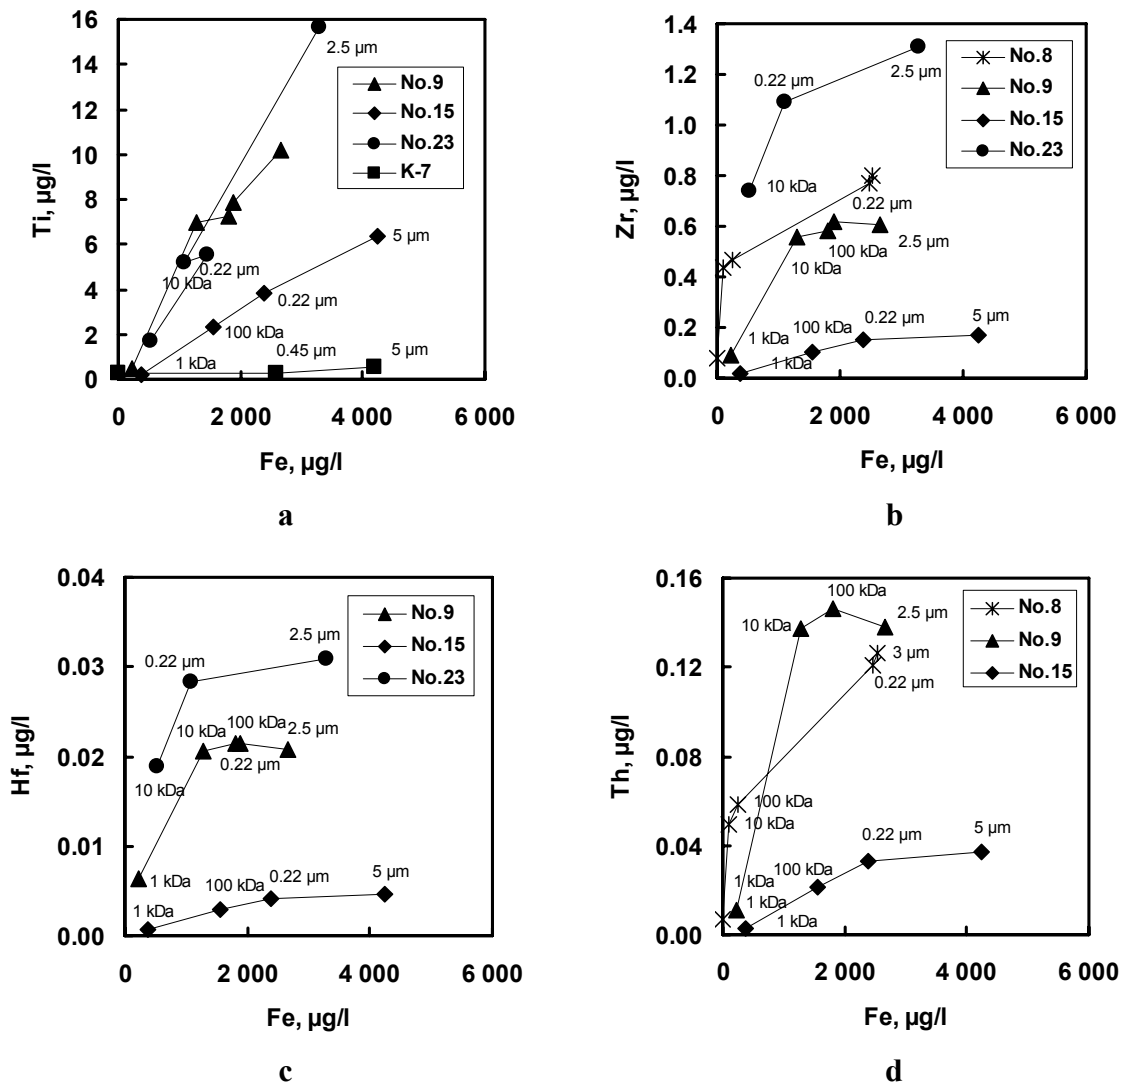 16
14
12
10
8
6
4
2
0
Ti, µg/l
2.5 µm
No.9
No.15
No.23
K-7
5 µm
0.22 µm
10 kDa
0.22 µm
100 kDa
1 kDa
0.45 µm
5 µm
0
2 000
4 000
6 000
Fe, µg/l
a
1.4
1.2
1.0
0.8
0.6
0.4
0.2
0.0
Zr, µg/l
0.22 µm
2.5 µm
No.8
No.9
No.15
No.23
10 kDa
0.22 µm
2.5 µm
100 kDa
10 kDa
1 kDa
100 kDa
0.22 µm
5 µm
1 kDa
0
2 000
4 000
6 000
Fe, µg/l
b
0.04
0.03
0.02
0.01
0.00
Hf, µg/l
No.9
No.15
No.23
2.5 µm
0.22 µm
10 kDa
100 kDa
2.5 µm
0.22 µm
10 kDa
1 kDa
100 kDa
0.22 µm
5 µm
1 kDa
0
2 000
4 000
6 000
Fe, µg/l
c
0.16
0.12
0.08
0.04
0.00
Th, µg/l
100 kDa
10 kDa
2.5 µm
3 µm
0.22 µm
No.8
No.9
No.15
100 kDa
10 kDa
0.22 µm
5 µm
100 kDa
1 kDa
1 kDa
1 kDa
0
2 000
4 000
6 000
Fe, µg/l
d